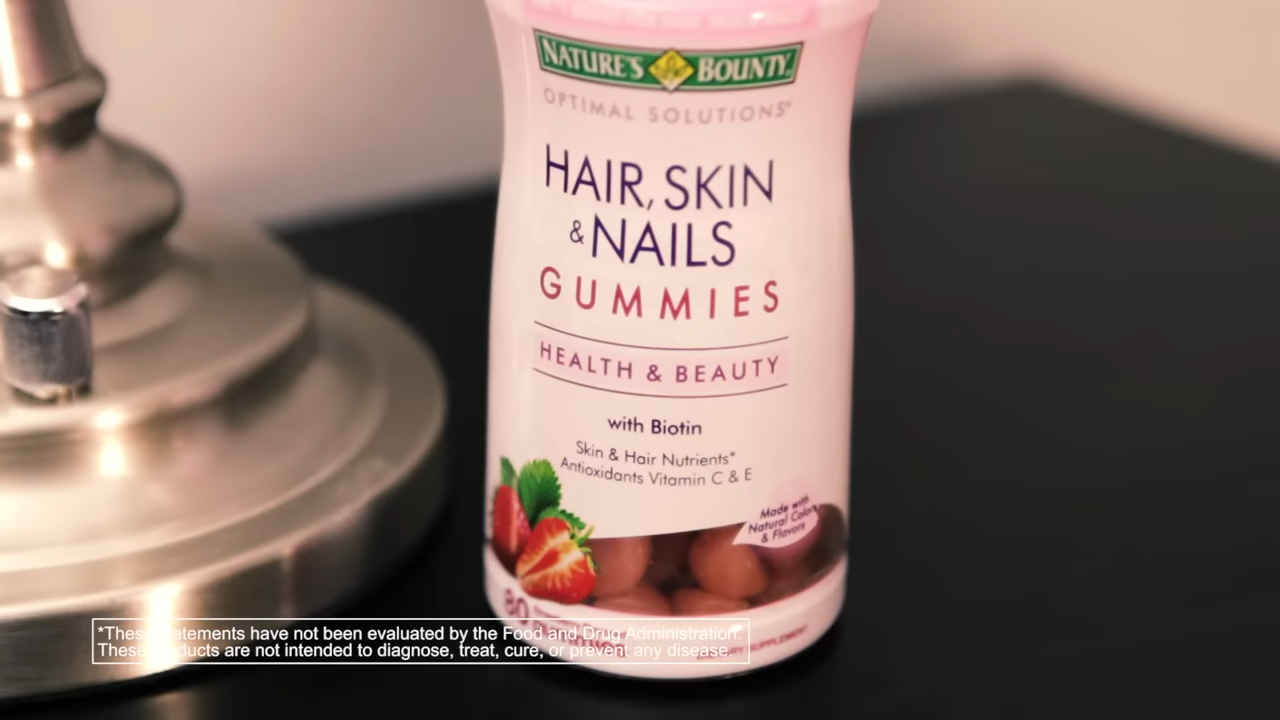 NATURE'S BOUNTY
OPTIMAL SOLUTIONS®
HAIR, SKIN
& NAILS
GUMMIES
HEALTH & BEAUTY
with Biotin
Skin & Hair Nutrients*
Antioxidants Vitamin C & E
Made with
Natural Colors
& Flavors
80
*These statements have not been evaluated by the Food and Drug Administration.
These products are not intended to diagnose, treat, cure, or prevent any disease.